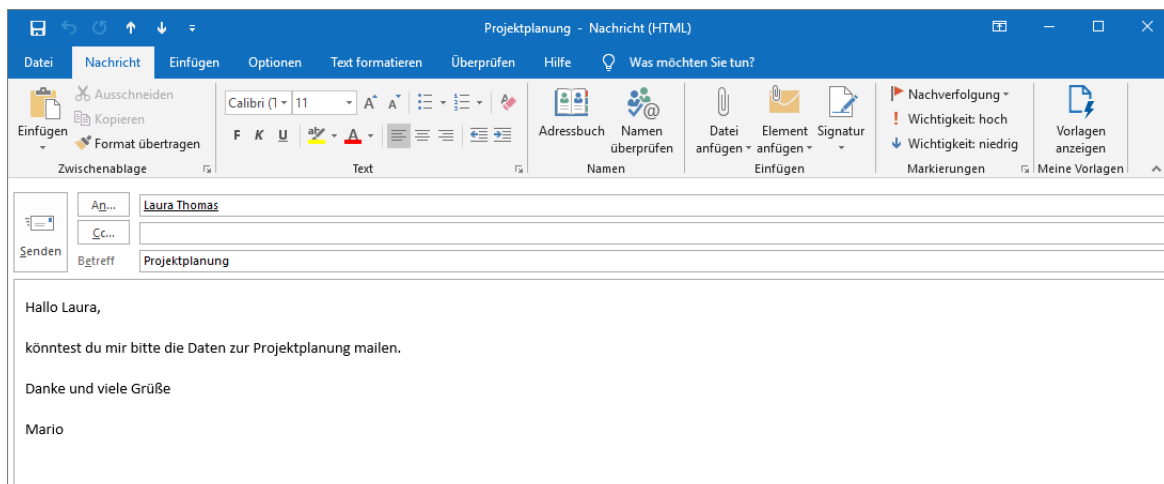 Projektplanung - Nachricht (HTML)
Datei Nachricht Einfügen Optionen Text formatieren Überprüfen Hilfe Was möchten Sie tun?
Einfügen
Ausschneiden
Kopieren
Format übertragen
Zwischenablage
Calibri (T 11
F K U
Text
Adressbuch
Namen
überprüfen
Namen
Datei
anfügen
Element
anfügen
Signatur
Einfügen
Nachverfolgung
Wichtigkeit: hoch
Wichtigkeit: niedrig
Markierungen
Vorlagen
anzeigen
Meine Vorlagen
Senden
An... Laura Thomas
Cc...
Betreff Projektplanung
Hallo Laura,
könntest du mir bitte die Daten zur Projektplanung mailen.
Danke und viele Grüße
Mario